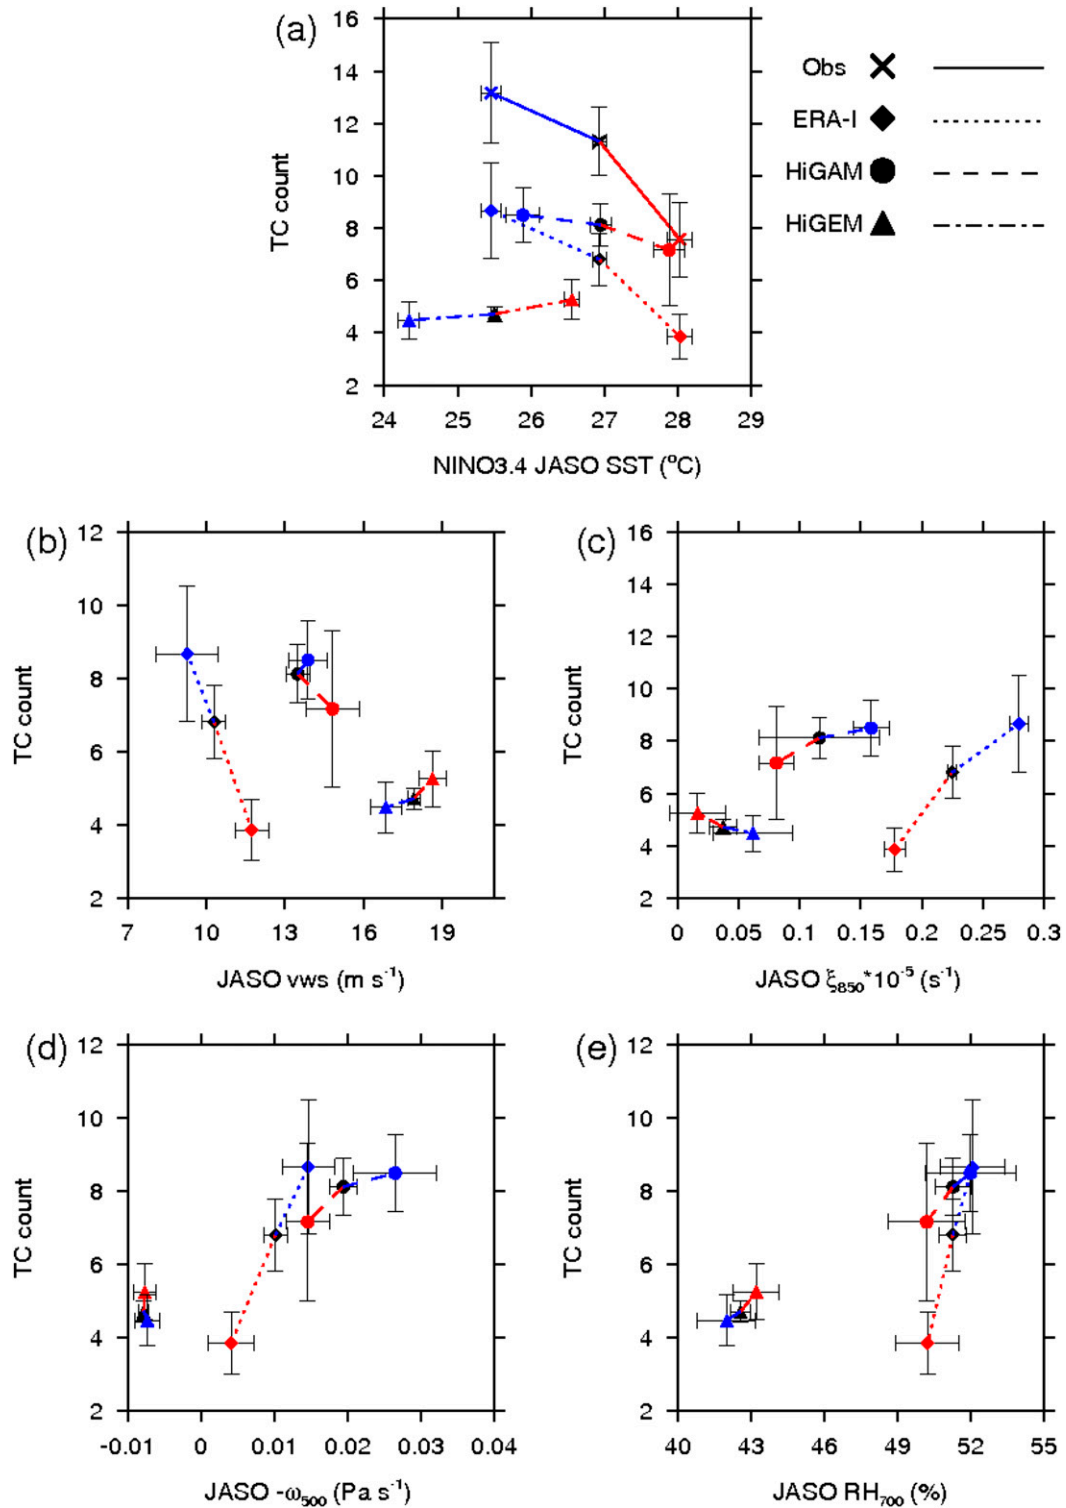 (a)
16
14
12
10
8
6
4
2
TC count
24 25 26 27 28 29
NINO3.4 JASO SST (°C)
Obs
ERA-I
HiGAM
HiGEM
(b)
12
10
8
6
4
2
TC count
7 10 13 16 19
JASO vws (m s⁻¹)
(c)
16
14
12
10
8
6
4
2
TC count
0 0.05 0.1 0.15 0.2 0.25 0.3
JASO ξ₈₅₀*10⁻⁵ (s⁻¹)
(d)
12
10
8
6
4
2
TC count
-0.01 0 0.01 0.02 0.03 0.04
JASO -ω₅₀₀ (Pa s⁻¹)
(e)
12
10
8
6
4
2
TC count
40 43 46 49 52 55
JASO RH₇₀₀ (%)